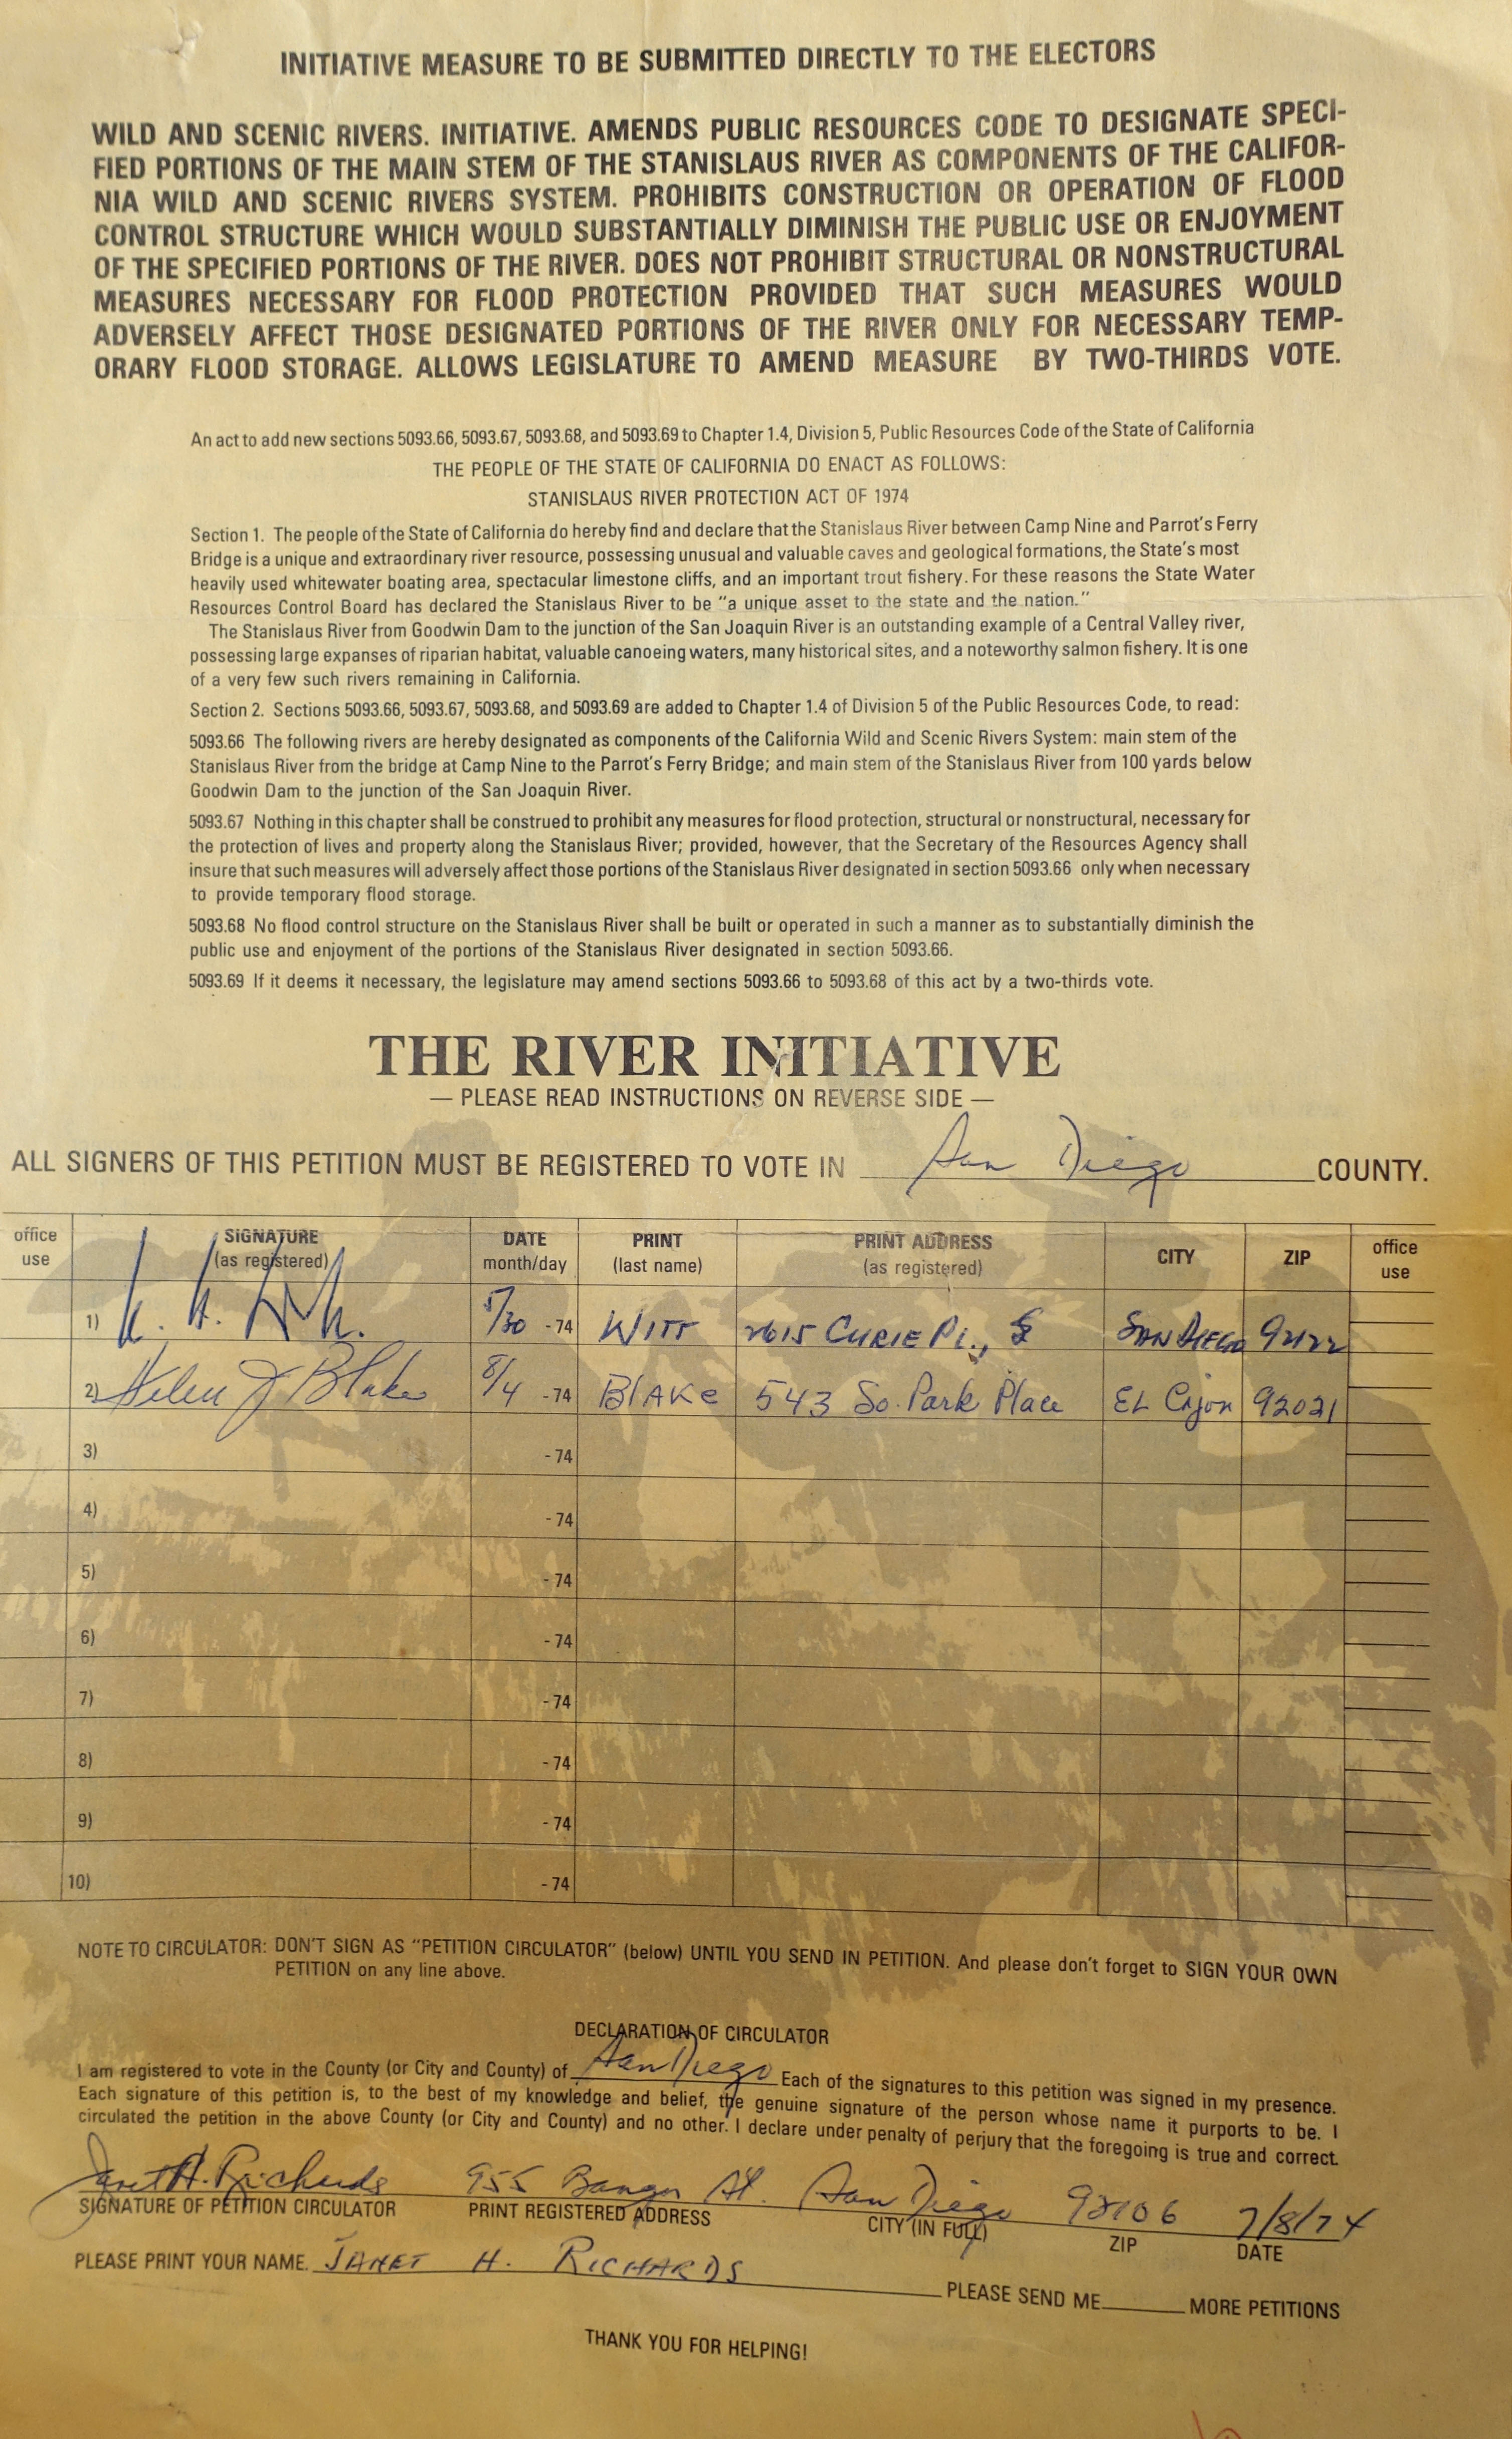 INITIATIVE MEASURE TO BE SUBMITTED DIRECTLY TO THE ELECTORS
WILD AND SCENIC RIVERS. INITIATIVE. AMENDS PUBLIC RESOURCES CODE TO DESIGNATE SPECI-
FIED PORTIONS OF THE MAIN STEM OF THE STANISLAUS RIVER AS COMPONENTS OF THE CALIFOR-
NIA WILD AND SCENIC RIVERS SYSTEM. PROHIBITS CONSTRUCTION OR OPERATION OF FLOOD
CONTROL STRUCTURE WHICH WOULD SUBSTANTIALLY DIMINISH THE PUBLIC USE OR ENJOYMENT
OF THE SPECIFIED PORTIONS OF THE RIVER. DOES NOT PROHIBIT STRUCTURAL OR NONSTRUCTURAL
MEASURES NECESSARY FOR FLOOD PROTECTION PROVIDED THAT SUCH MEASURES WOULD
ADVERSELY AFFECT THOSE DESIGNATED PORTIONS OF THE RIVER ONLY FOR NECESSARY TEMP-
ORARY FLOOD STORAGE. ALLOWS LEGISLATURE TO AMEND MEASURE BY TWO-THIRDS VOTE.
An act to add new sections 5093.66, 5093.67, 5093.68, and 5093.69 to Chapter 1.4, Division 5, Public Resources Code of the State of California
THE PEOPLE OF THE STATE OF CALIFORNIA DO ENACT AS FOLLOWS:
STANISLAUS RIVER PROTECTION ACT OF 1974
Section 1. The people of the State of California do hereby find and declare that the Stanislaus River between Camp Nine and Parrot's Ferry
Bridge is a unique and extraordinary river resource, possessing unusual and valuable caves and geological formations, the State's most
heavily used whitewater boating area, spectacular limestone cliffs, and an important trout fishery. For these reasons the State Water
Resources Control Board has declared the Stanislaus River to be "a unique asset to the state and the nation."
The Stanislaus River from Goodwin Dam to the junction of the San Joaquin River is an outstanding example of a Central Valley river,
possessing large expanses of riparian habitat, valuable canoeing waters, many historical sites, and a noteworthy salmon fishery. It is one
of a very few such rivers remaining in California.
Section 2. Sections 5093.66, 5093.67, 5093.68, and 5093.69 are added to Chapter 1.4 of Division 5 of the Public Resources Code, to read:
5093.66 The following rivers are hereby designated as components of the California Wild and Scenic Rivers System: main stem of the
Stanislaus River from the bridge at Camp Nine to the Parrot's Ferry Bridge; and main stem of the Stanislaus River from 100 yards below
Goodwin Dam to the junction of the San Joaquin River.
5093.67 Nothing in this chapter shall be construed to prohibit any measures for flood protection, structural or nonstructural, necessary for
the protection of lives and property along the Stanislaus River; provided, however, that the Secretary of the Resources Agency shall
insure that such measures will adversely affect those portions of the Stanislaus River designated in section 5093.66 only when necessary
to provide temporary flood storage.
5093.68 No flood control structure on the Stanislaus River shall be built or operated in such a manner as to substantially diminish the
public use and enjoyment of the portions of the Stanislaus River designated in section 5093.66.
5093.69 If it deems it necessary, the legislature may amend sections 5093.66 to 5093.68 of this act by a two-thirds vote.
THE RIVER INITIATIVE
— PLEASE READ INSTRUCTIONS ON REVERSE SIDE —
ALL SIGNERS OF THIS PETITION MUST BE REGISTERED TO VOTE IN San Diego COUNTY.
office use SIGNATURE (as registered) DATE month/day PRINT (last name) PRINT ADDRESS (as registered) CITY ZIP office use
1) -74 WITT 2615 CURIE PL., SAN DIEGO 92122
2) Helen J Blake 8/4 -74 BLAKE 543 So. Park Place EL Cajon 92021
3) -74
4) -74
5) -74
6) -74
7) -74
8) -74
9) -74
10) -74
NOTE TO CIRCULATOR: DON'T SIGN AS "PETITION CIRCULATOR" (below) UNTIL YOU SEND IN PETITION. And please don't forget to SIGN YOUR OWN
PETITION on any line above.
DECLARATION OF CIRCULATOR
I am registered to vote in the County (or City and County) of San Diego Each of the signatures to this petition was signed in my presence.
Each signature of this petition is, to the best of my knowledge and belief, the genuine signature of the person whose name it purports to be. I
circulated the petition in the above County (or City and County) and no other. I declare under penalty of perjury that the foregoing is true and correct.
Janet H. Richards 955 Bangor St. San Diego 92106 7/8/74
SIGNATURE OF PETITION CIRCULATOR PRINT REGISTERED ADDRESS CITY (IN FULL) ZIP DATE
PLEASE PRINT YOUR NAME. JANET H. RICHARDS PLEASE SEND ME MORE PETITIONS
THANK YOU FOR HELPING!